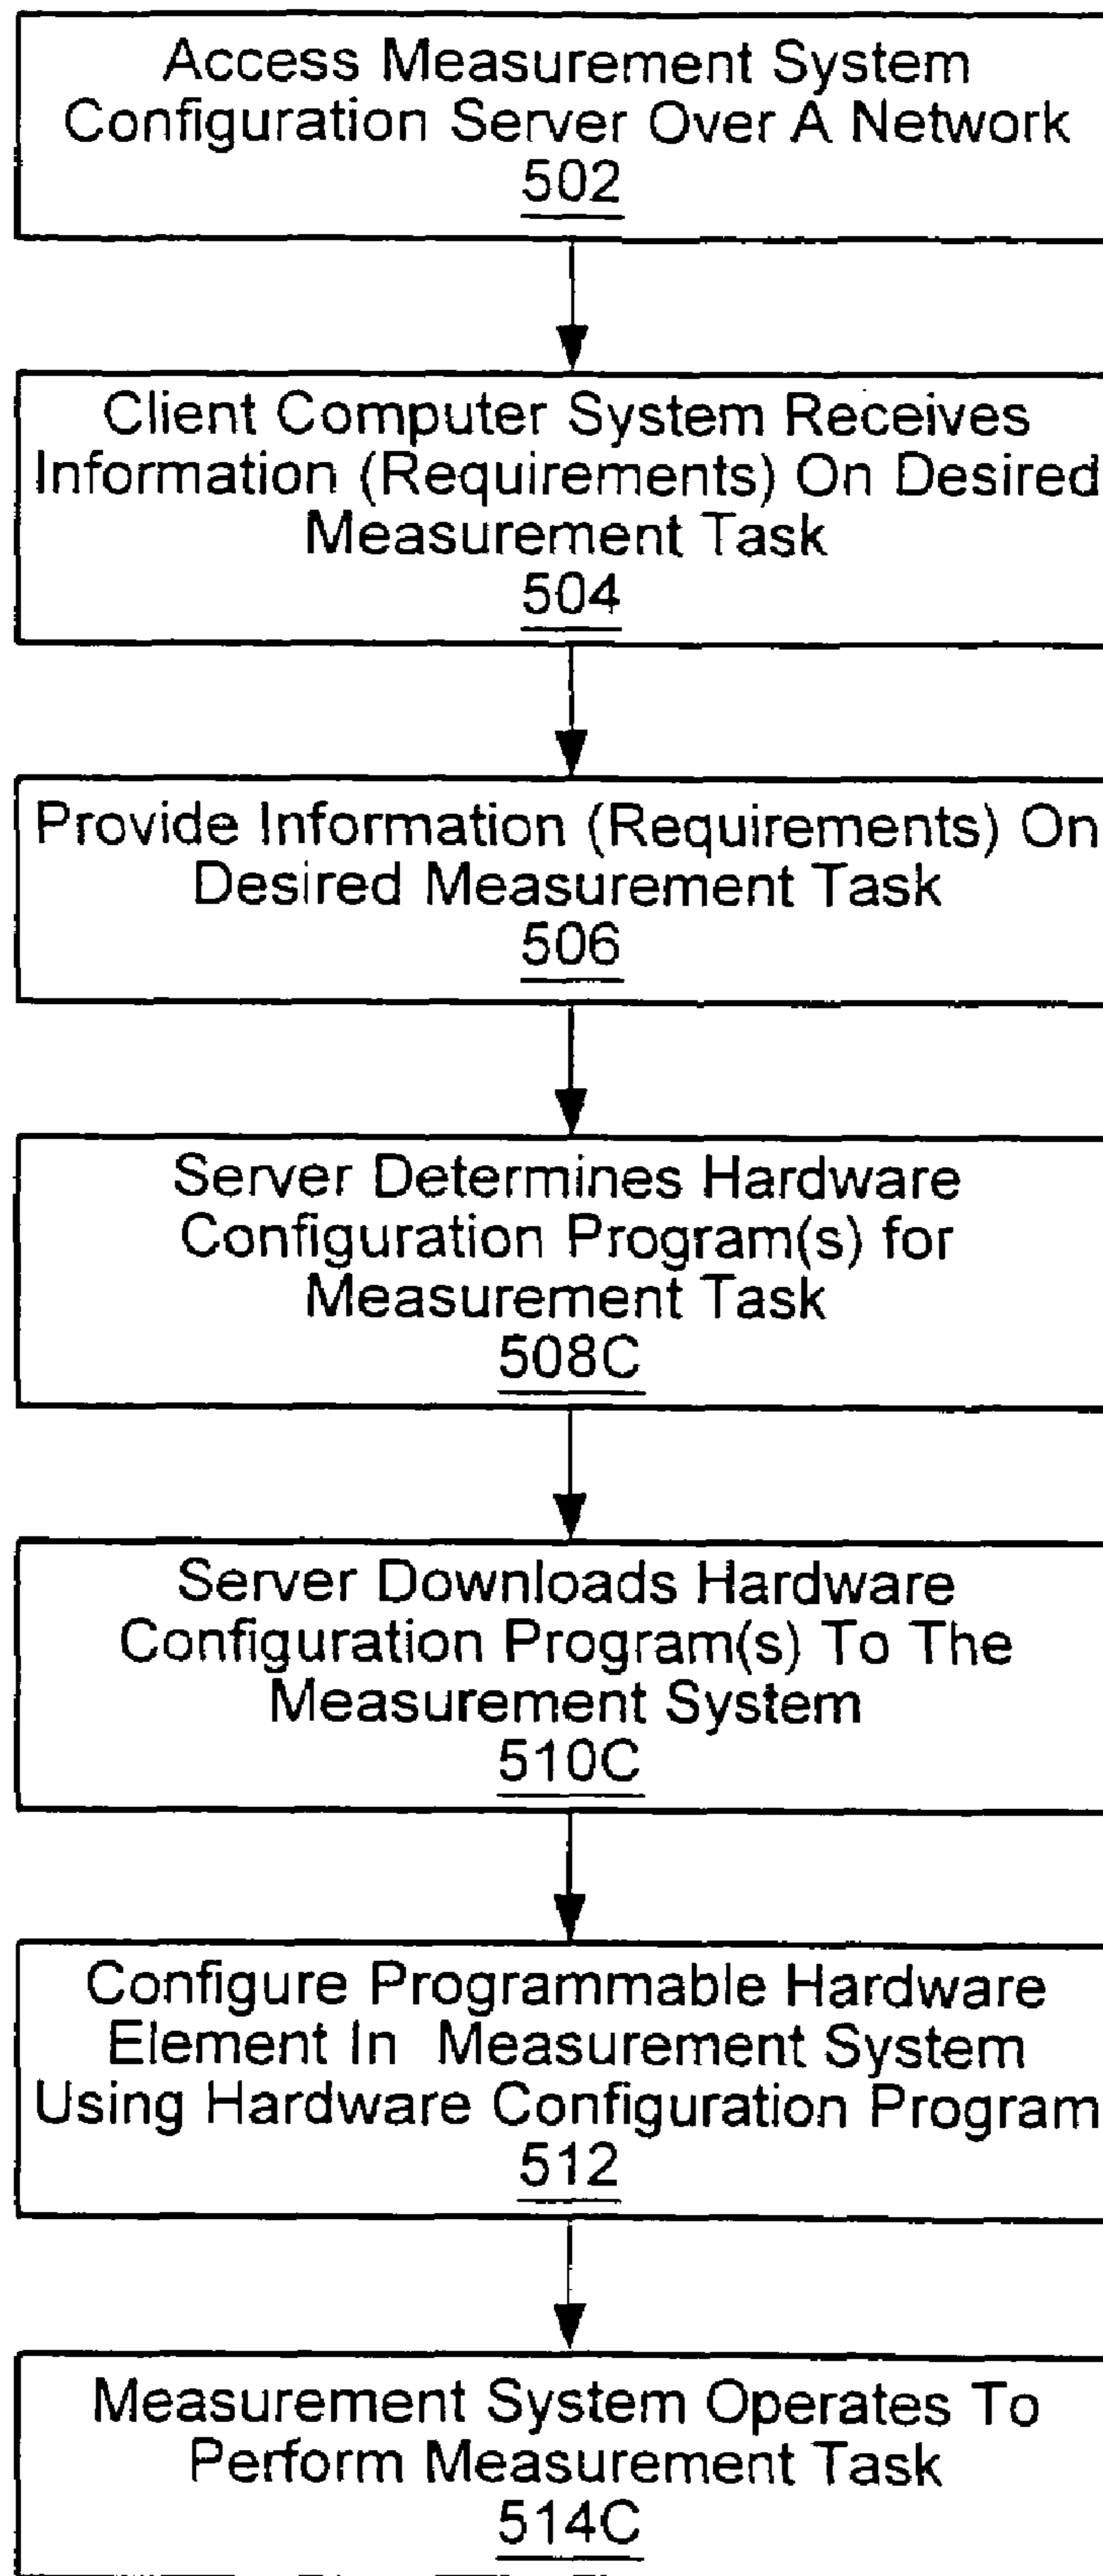 Access Measurement System
Configuration Server Over A Network
502
Client Computer System Receives
Information (Requirements) On Desired
Measurement Task
504
Provide Information (Requirements) On
Desired Measurement Task
506
Server Determines Hardware
Configuration Program(s) for
Measurement Task
508C
Server Downloads Hardware
Configuration Program(s) To The
Measurement System
510C
Configure Programmable Hardware
Element In Measurement System
Using Hardware Configuration Program
512
Measurement System Operates To
Perform Measurement Task
514C